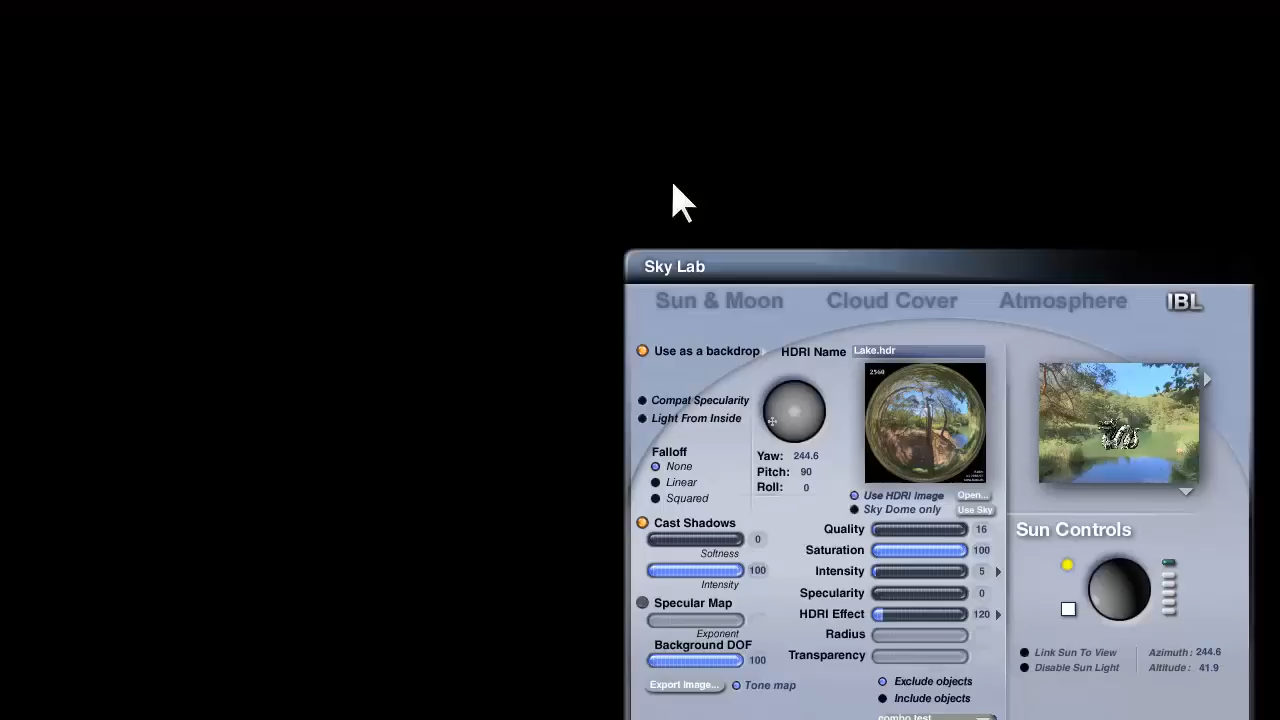 Sky Lab
Sun & Moon Cloud Cover Atmosphere IBL
Use as a backdrop HDRI Name Lake.hdr
2560
Compat Specularity
Light From Inside
Falloff
None
Linear
Squared
Yaw: 244.6
Pitch: 90
Roll: 0
Use HDRI Image Open...
Sky Dome only Use Sky
Cast Shadows
0
Softness
100
Intensity
Specular Map
Exponent
Background DOF
100
Export Image... Tone map
Quality 16
Saturation 100
Intensity 5
Specularity 0
HDRI Effect 120
Radius
Transparency
Exclude objects
Include objects
combo test
Sun Controls
Link Sun To View
Disable Sun Light
Azimuth: 244.6
Altitude: 41.9